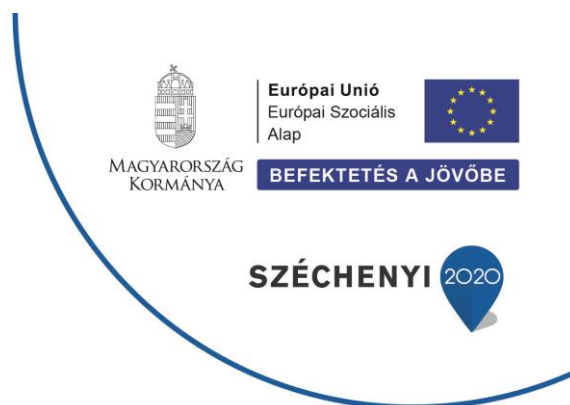 MAGYARORSZÁG
KORMÁNYA
Európai Unió
Európai Szociális
Alap
BEFEKTETÉS A JÖVŐBE
SZÉCHENYI 2020